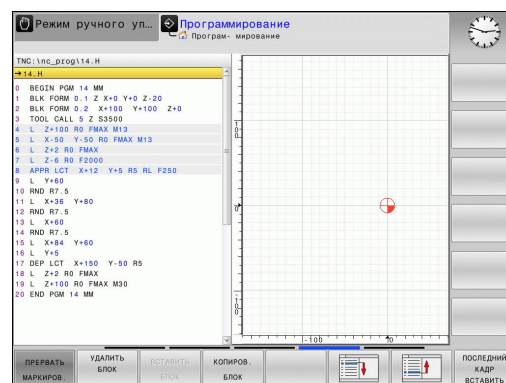 Режим ручного уп...
Программирование
Програм- мирование
TNC:\nc_prog\14.H
→14.H
0 BEGIN PGM 14 MM
1 BLK FORM 0.1 Z X+0 Y+0 Z-20
2 BLK FORM 0.2 X+100 Y+100 Z+0
3 TOOL CALL 5 Z S3500
4 L Z+100 R0 FMAX M13
5 L X-50 Y-50 R0 FMAX M13
6 L Z+2 R0 FMAX
7 L Z-6 R0 F2000
8 APPR LCT X+12 Y+5 R5 RL F250
9 L Y+60
10 RND R7.5
11 L X+36 Y+80
12 RND R7.5
13 L X+60
14 RND R7.5
15 L X+84 Y+60
16 L Y+5
17 DEP LCT X+150 Y-50 R5
18 L Z+2 R0 FMAX
19 L Z+100 R0 FMAX M30
20 END PGM 14 MM
ПРЕРВАТЬ
МАРКИРОВ.
УДАЛИТЬ
БЛОК
ВСТАВИТЬ
БЛОК
КОПИРОВ.
БЛОК
ПОСЛЕДНИЙ
КАДР
ВСТАВИТЬ